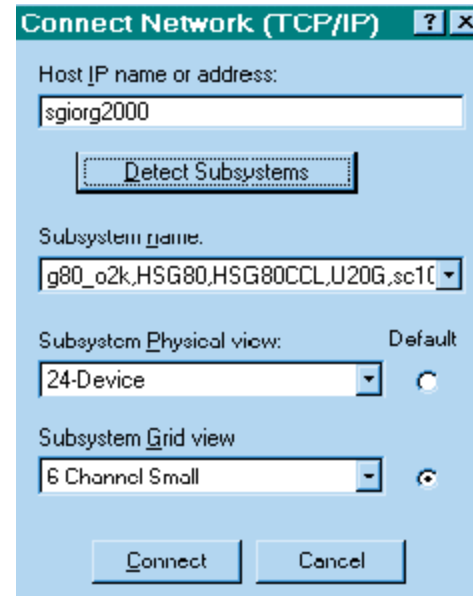 Connect Network (TCP/IP) ? X
Host IP name or address:
sgiorg2000
Detect Subsystems
Subsystem name:
g80_o2k,HSG80,HSG80CCL,U20G,sc10
Subsystem Physical view: Default
24-Device
Subsystem Grid view
6 Channel Small
Connect Cancel